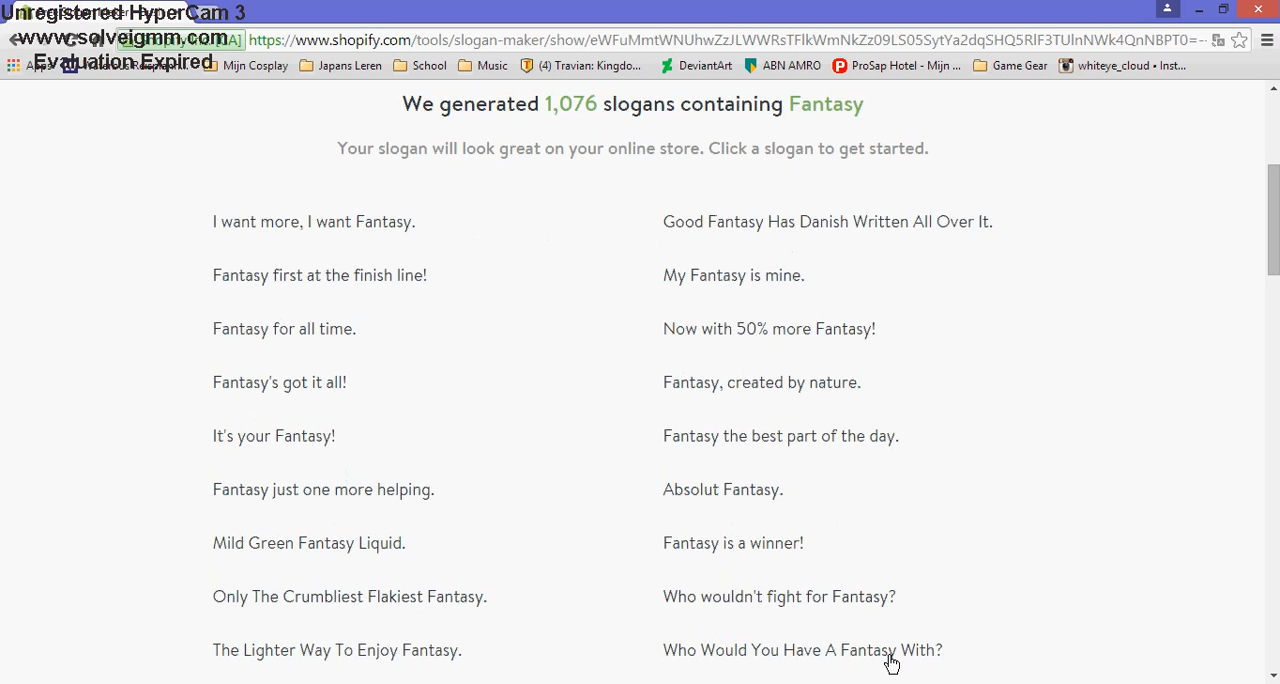 Unregistered HyperCam 3
www.solveigmm.com
Evaluation Expired
https://www.shopify.com/tools/slogan-maker/show/eWFuMmtWNUhwZzJLWWRsTFlkWmNkZz09LS05SytYa2dqSHQ5RlF3TUlnNWk4QnNBPT0=--
Mijn Cosplay
Japans Leren
School
Music
(4) Travian: Kingdo...
DeviantArt
ABN AMRO
ProSap Hotel - Mijn ...
Game Gear
whiteye_cloud • Inst...
We generated 1,076 slogans containing Fantasy
Your slogan will look great on your online store. Click a slogan to get started.
I want more, I want Fantasy.
Good Fantasy Has Danish Written All Over It.
Fantasy first at the finish line!
My Fantasy is mine.
Fantasy for all time.
Now with 50% more Fantasy!
Fantasy's got it all!
Fantasy, created by nature.
It's your Fantasy!
Fantasy the best part of the day.
Fantasy just one more helping.
Absolut Fantasy.
Mild Green Fantasy Liquid.
Fantasy is a winner!
Only The Crumbliest Flakiest Fantasy.
Who wouldn't fight for Fantasy?
The Lighter Way To Enjoy Fantasy.
Who Would You Have A Fantasy With?